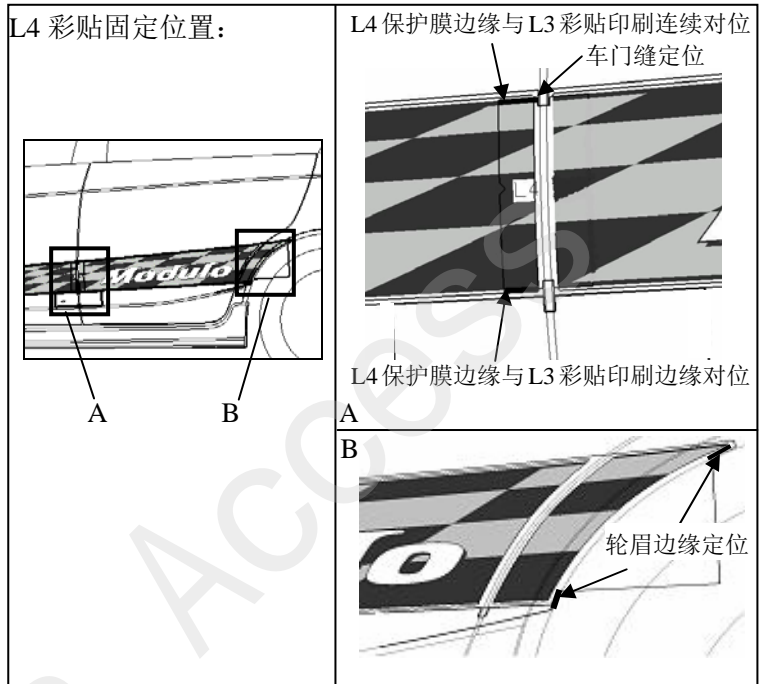 L4 彩贴固定位置：
Modulo
A
B
L4 保护膜边缘与 L3 彩贴印刷连续对位
车门缝定位
L4
L4 保护膜边缘与 L3 彩贴印刷边缘对位
A
B
轮眉边缘定位
Access